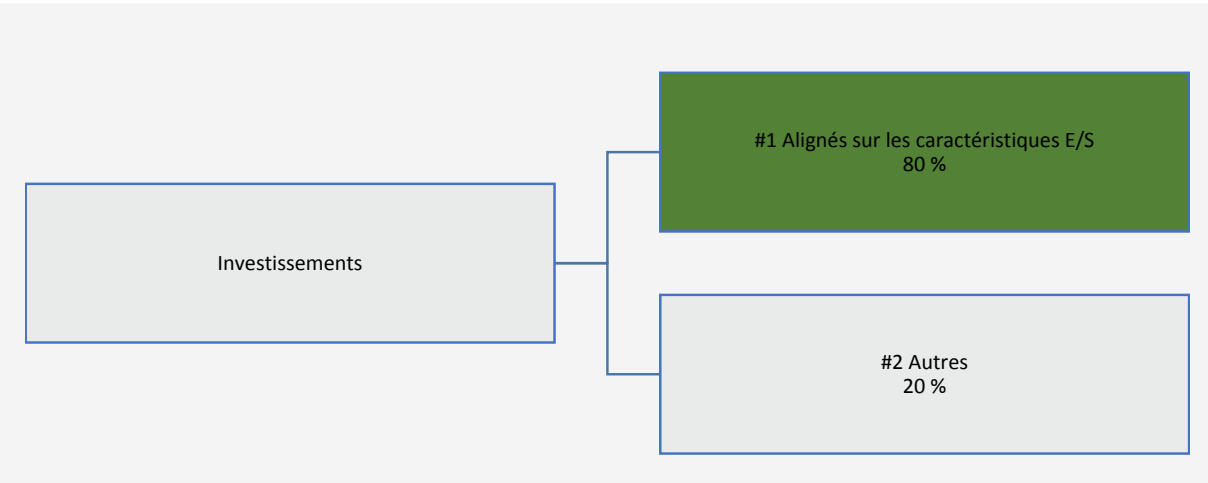 #1 Alignés sur les caractéristiques E/S
80 %
Investissements
#2 Autres
20 %